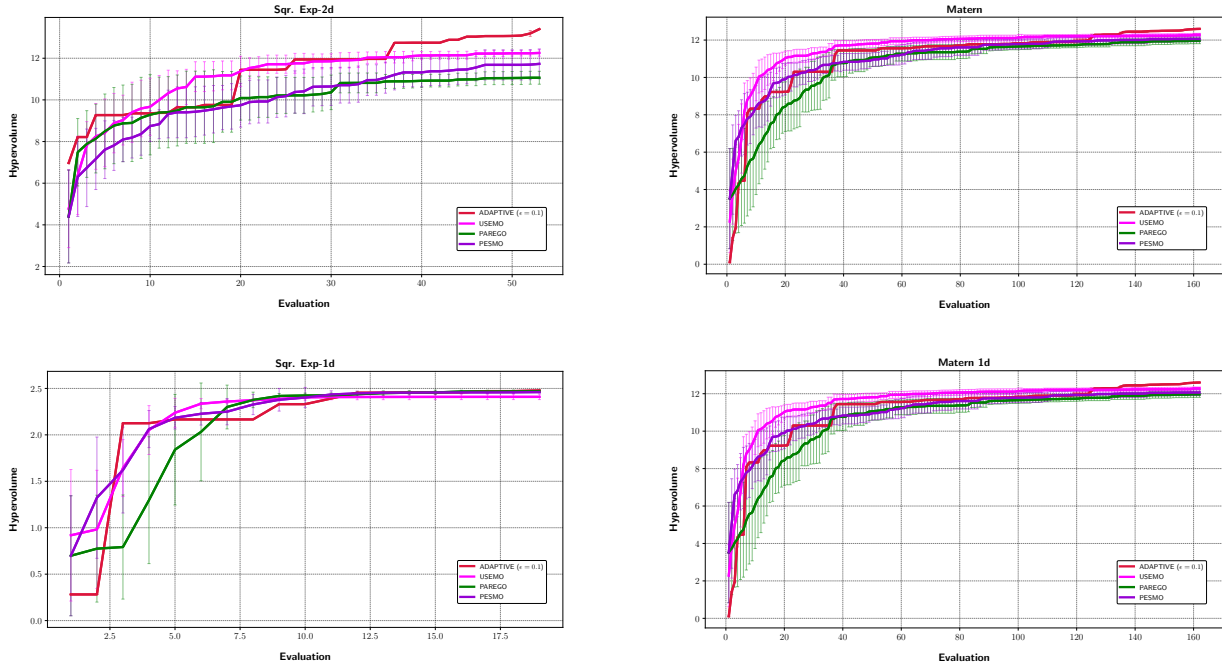 Sqr. Exp-2d
Hypervolume
12
10
8
6
4
2
ADAPTIVE (ϵ = 0.1)
USEMO
PAREGO
PESMO
0 10 20 30 40 50
Evaluation
Matern
Hypervolume
12
10
8
6
4
2
0
ADAPTIVE (ϵ = 0.1)
USEMO
PAREGO
PESMO
0 20 40 60 80 100 120 140 160
Evaluation
Sqr. Exp-1d
Hypervolume
2.5
2.0
1.5
1.0
0.5
0.0
ADAPTIVE (ϵ = 0.1)
USEMO
PAREGO
PESMO
2.5 5.0 7.5 10.0 12.5 15.0 17.5
Evaluation
Matern 1d
Hypervolume
12
10
8
6
4
2
0
ADAPTIVE (ϵ = 0.1)
USEMO
PAREGO
PESMO
0 20 40 60 80 100 120 140 160
Evaluation